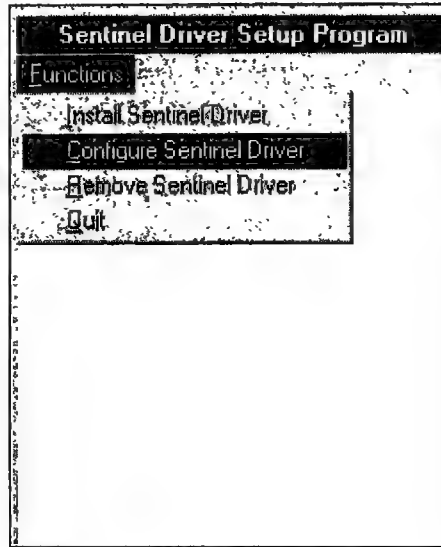 Sentinel Driver Setup Program
Functions
Install Sentinel Driver
Configure Sentinel Driver
Remove Sentinel Driver
Quit